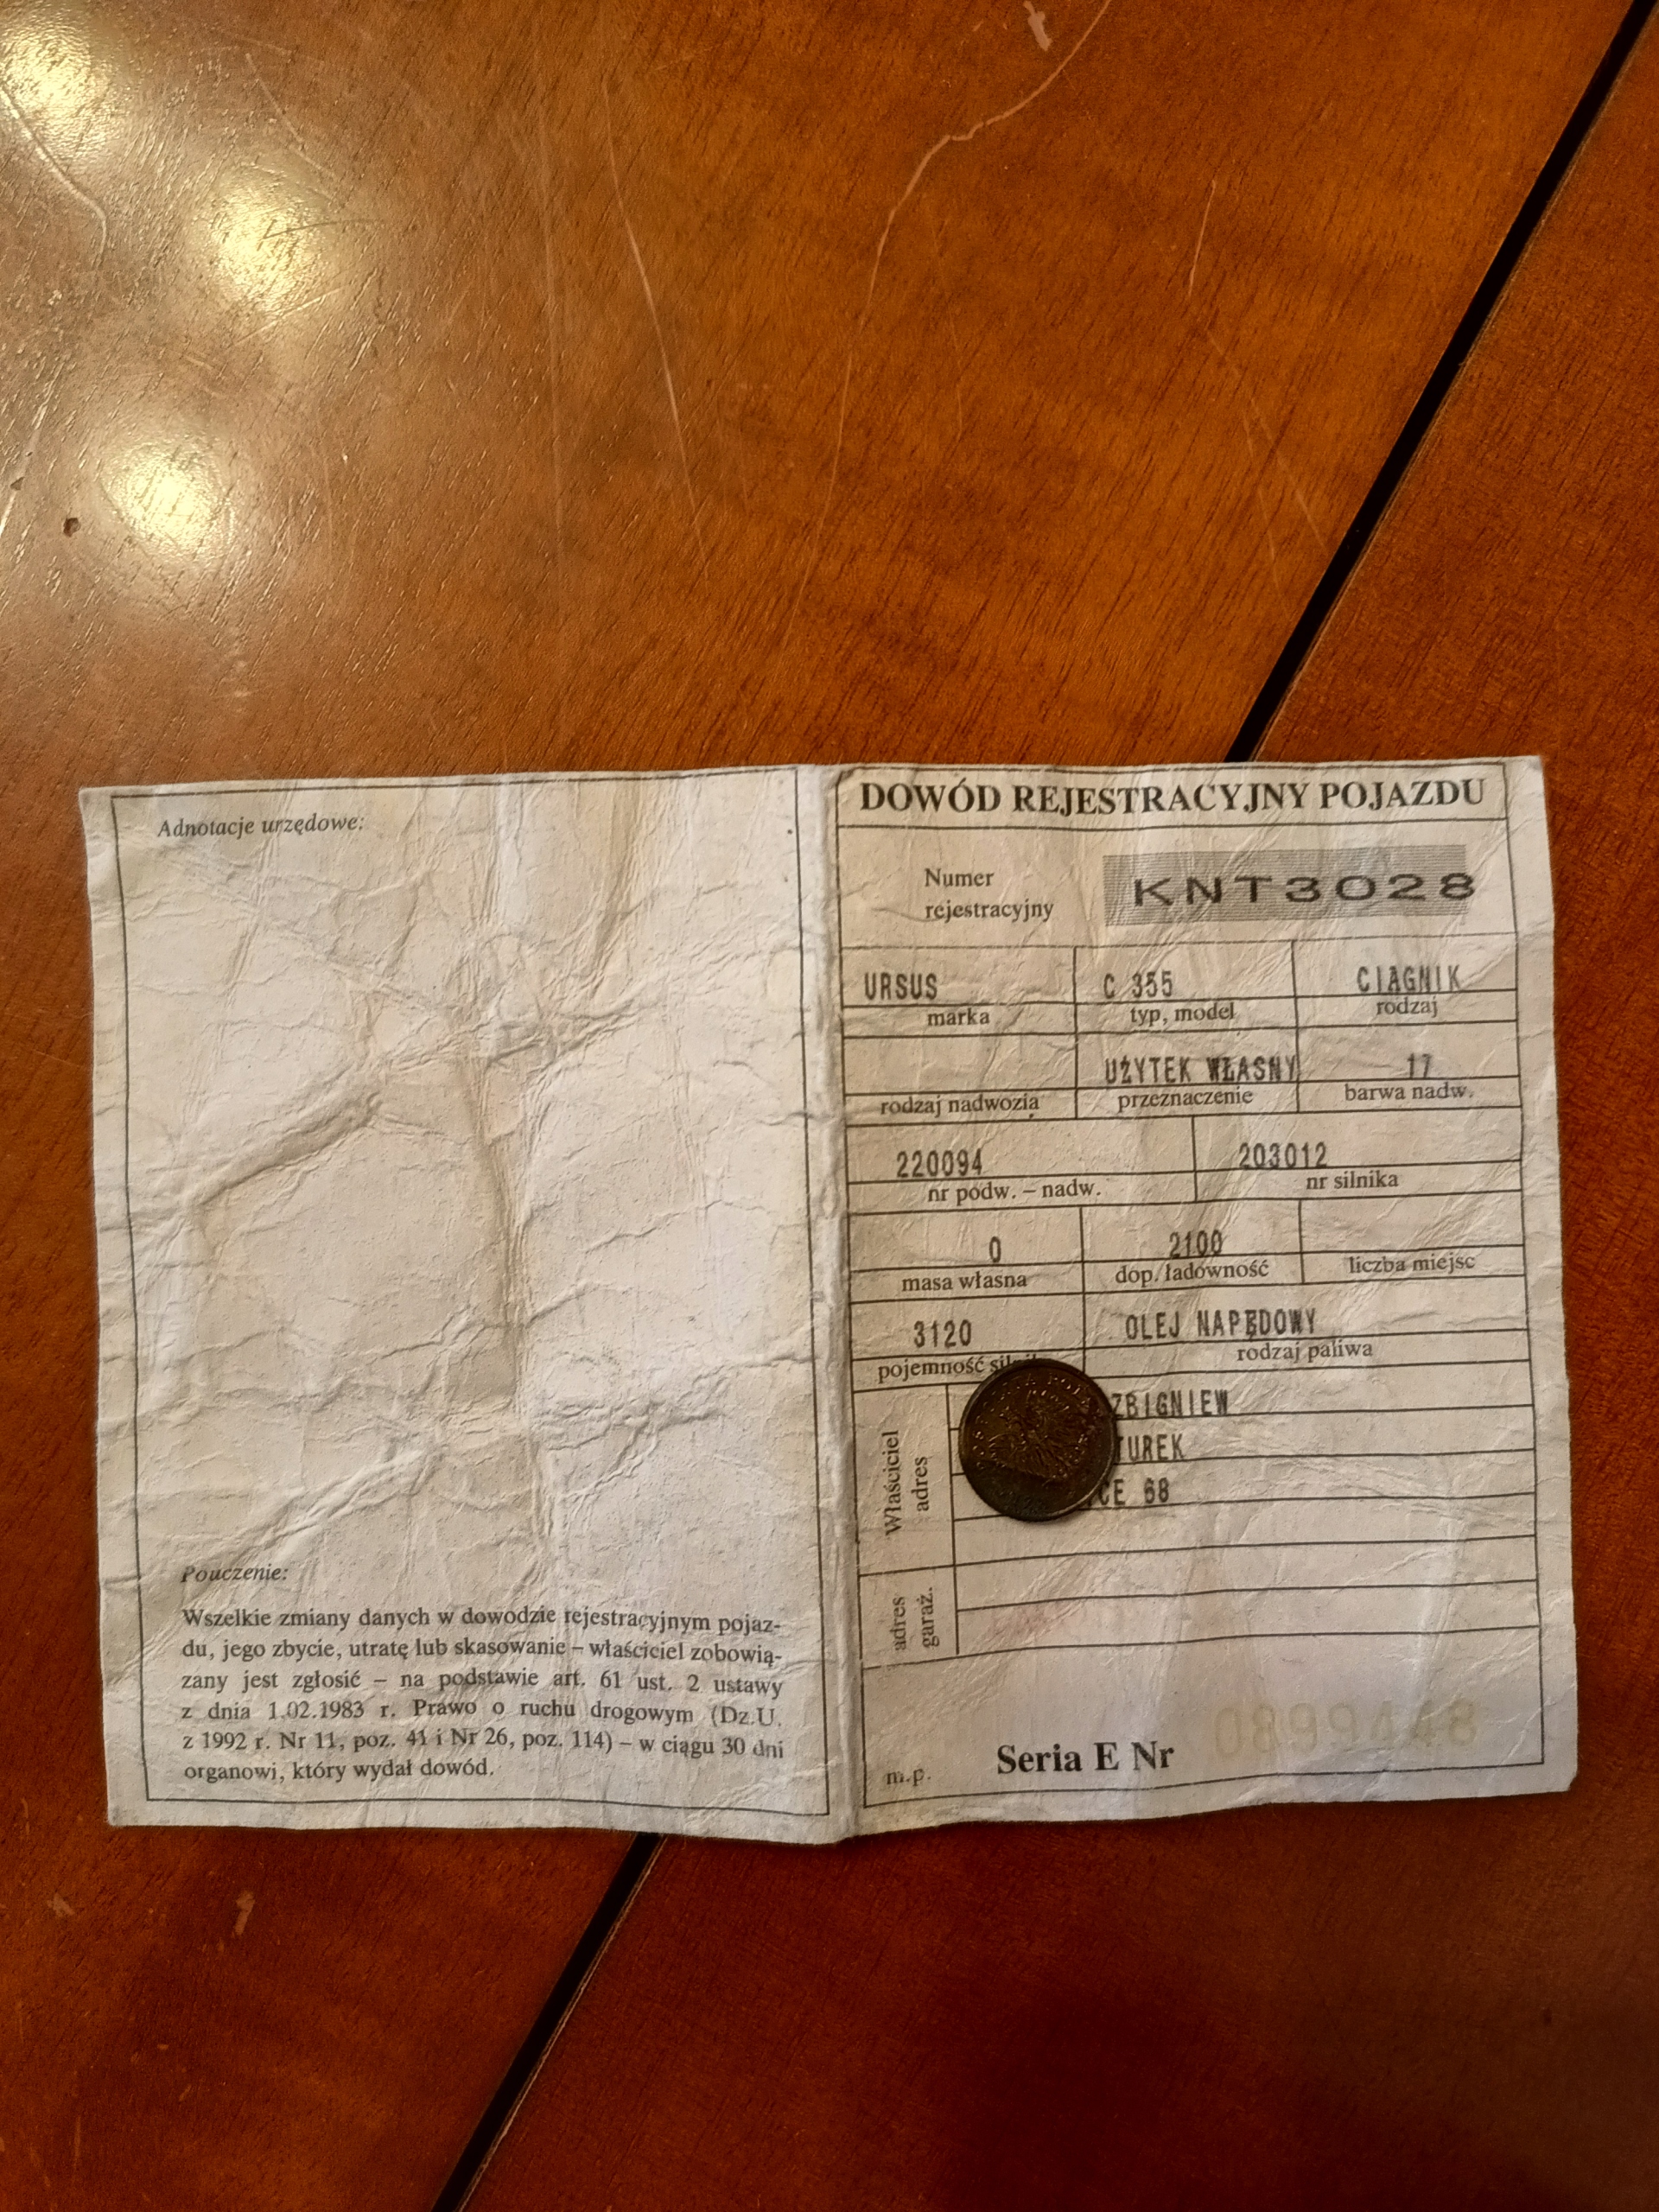 Adnotacje urzędowe:
Pouczenie:
Wszelkie zmiany danych w dowodzie rejestracyjnym pojaz-
du, jego zbycie, utratę lub skasowanie – właściciel zobowią-
zany jest zgłosić – na podstawie art. 61 ust. 2 ustawy
z dnia 1.02.1983 r. Prawo o ruchu drogowym (Dz.U.
z 1992 r. Nr 11, poz. 41 i Nr 26, poz. 114) – w ciągu 30 dni
organowi, który wydał dowód.
DOWÓD REJESTRACYJNY POJAZDU
Numer
rejestracyjny
KNT3028
URSUS C 355 CIĄGNIK
marka typ, model rodzaj
UŻYTEK WŁASNY 17
rodzaj nadwozia przeznaczenie barwa nadw.
220094 203012
nr podw. – nadw. nr silnika
0 2100
masa własna dop. ładowność liczba miejsc
3120 OLEJ NAPĘDOWY
pojemność rodzaj paliwa
Właściciel
adres
ZBIGNIEW
TUREK
CE 68
adres
garaż.
m.p. Seria E Nr